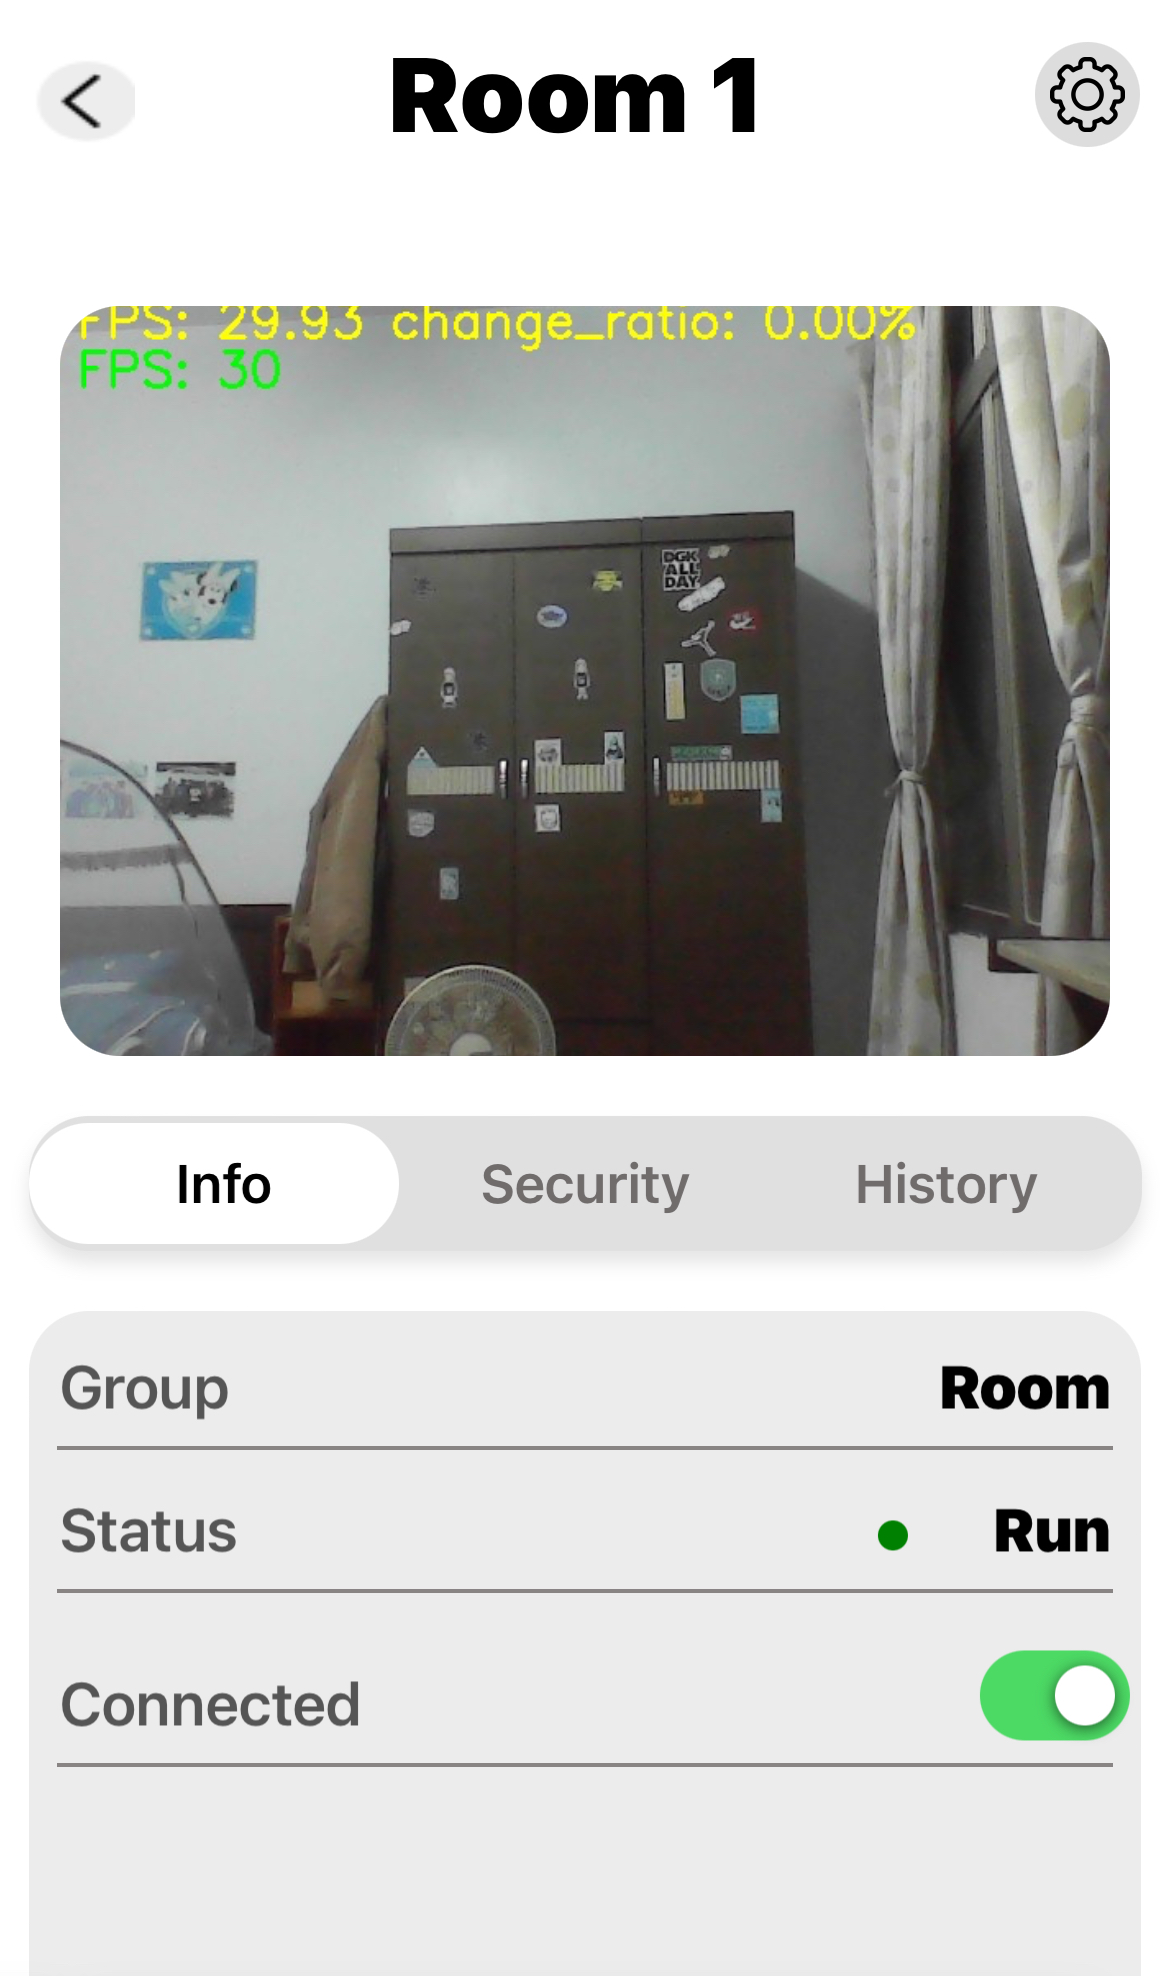 Room 1
FPS: 29.93 change_ratio: 0.00%
FPS: 30
DGK
ALL
DAY
Info
Security
History
Group
Room
Status
Run
Connected